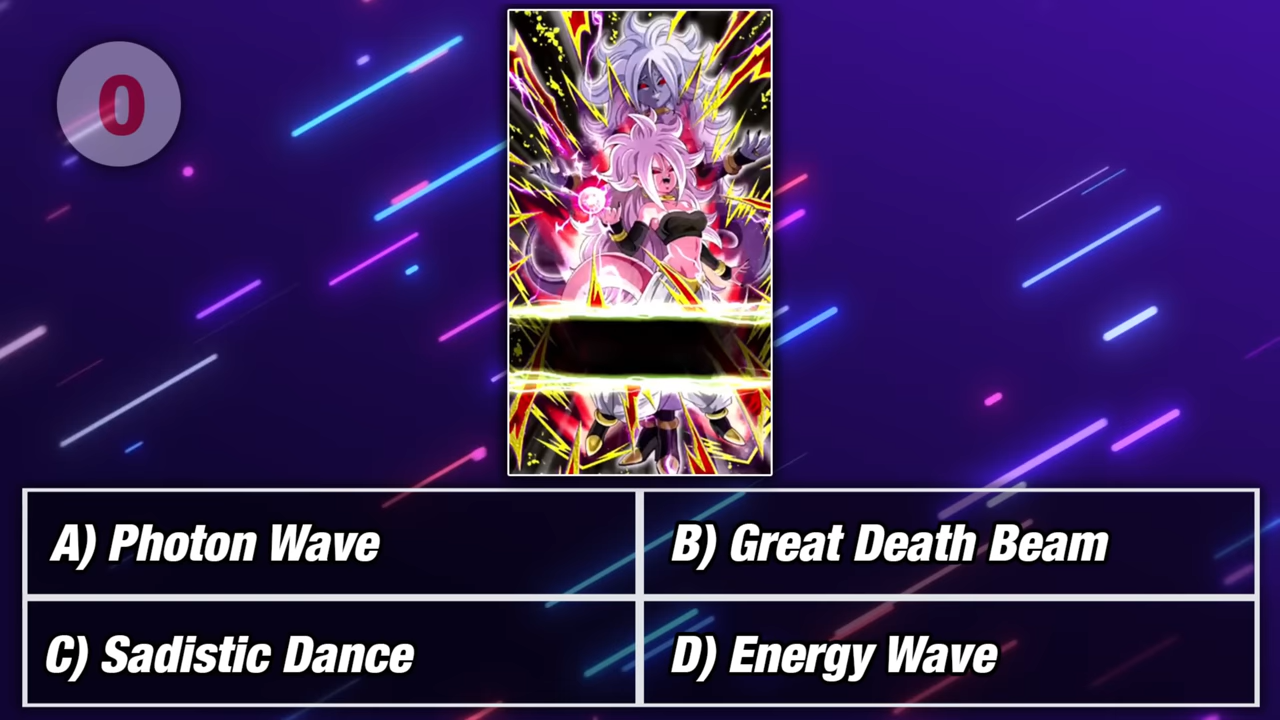 0
A) Photon Wave
B) Great Death Beam
C) Sadistic Dance
D) Energy Wave